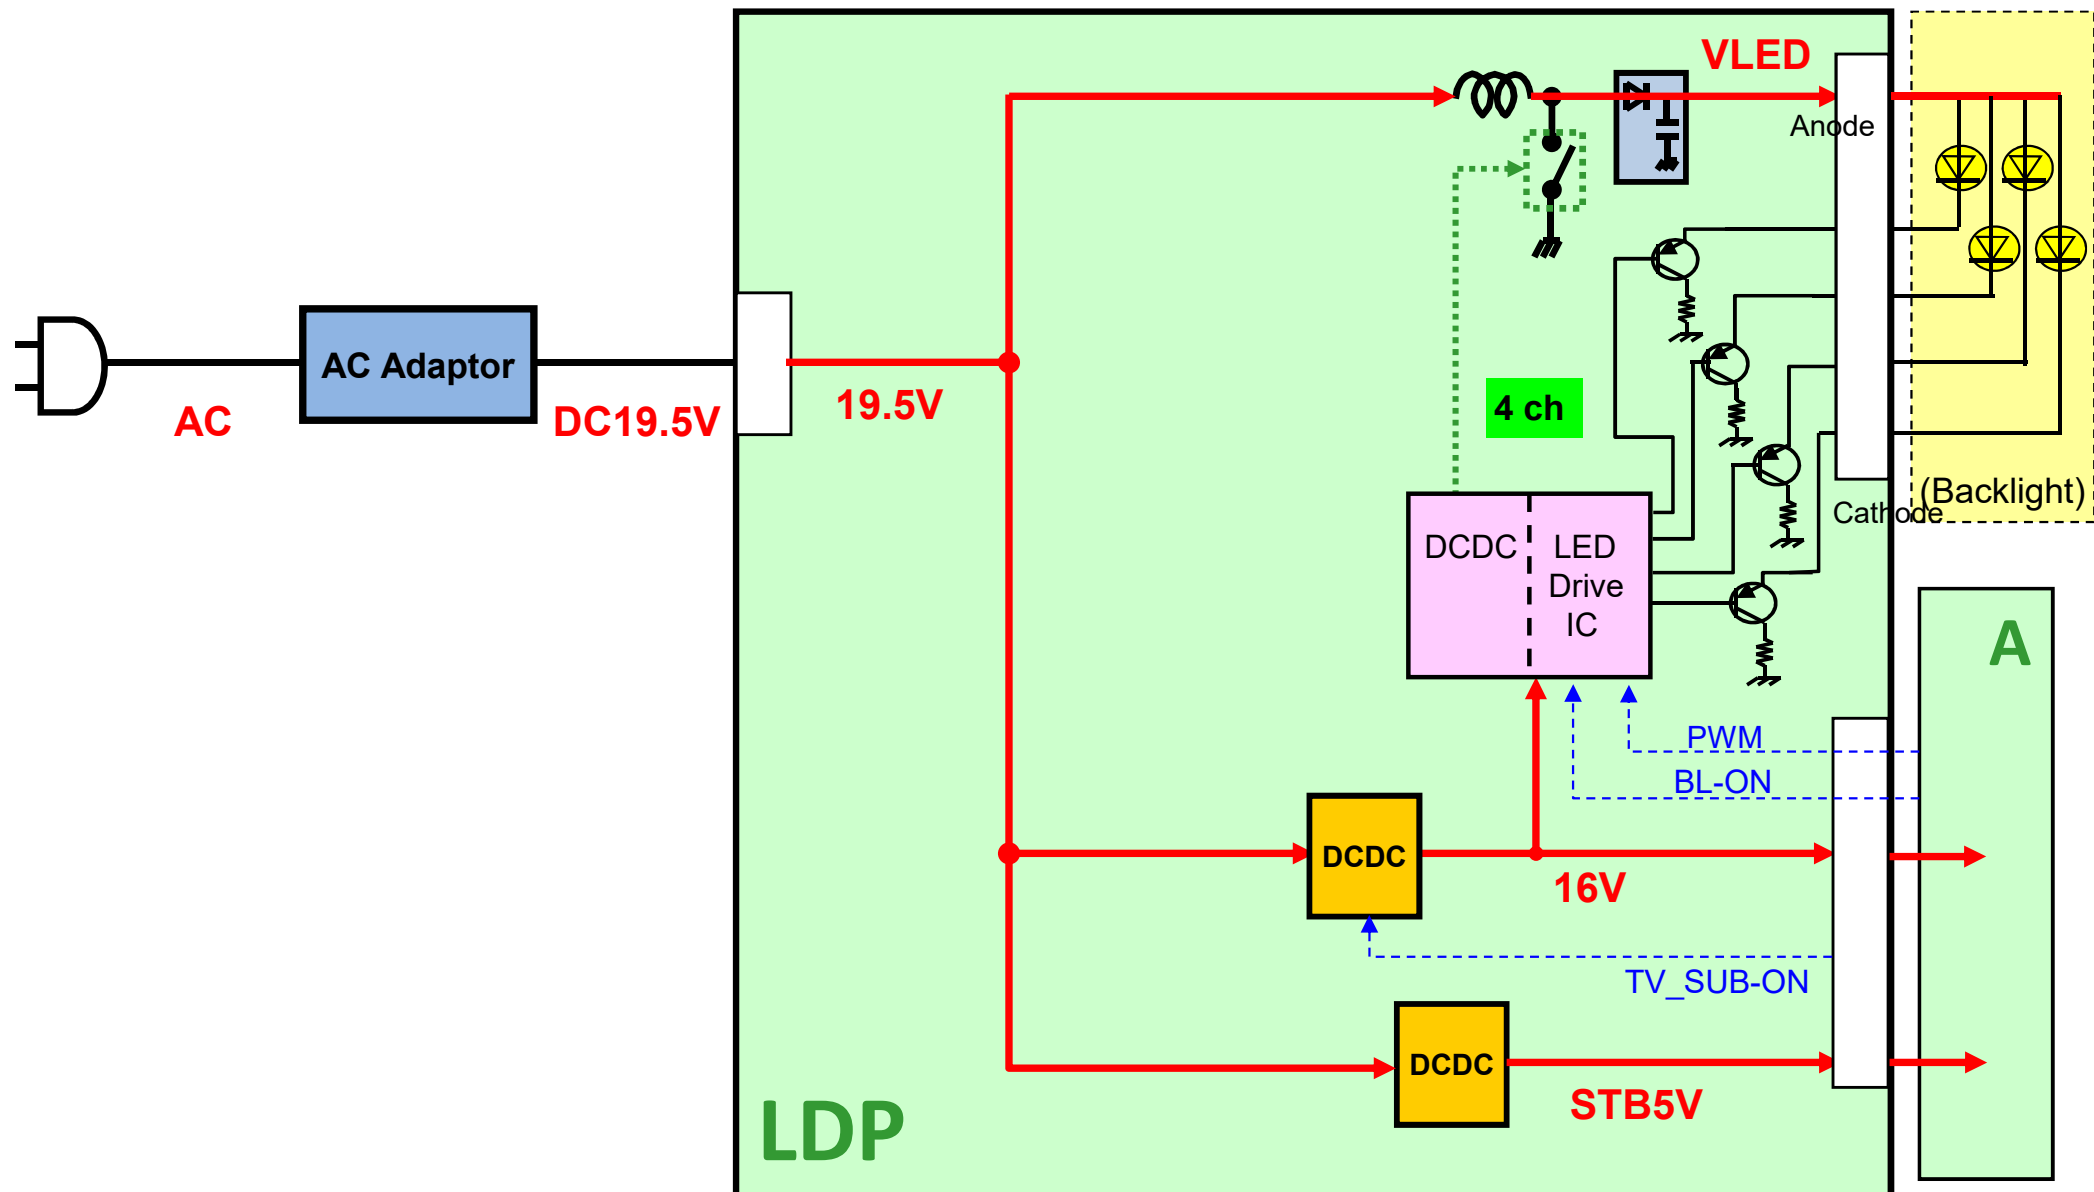 VLED
Anode
AC Adaptor
AC
DC19.5V
19.5V
4 ch
(Backlight)
Cathode
DCDC
LED
Drive
IC
A
PWM
BL-ON
DCDC
16V
TV_SUB-ON
DCDC
STB5V
LDP